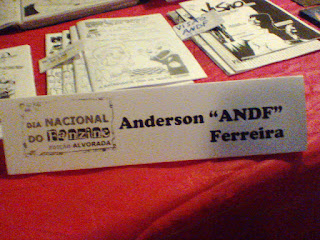 DIA NACIONAL
DO Fanzine
EDIÇÃO ALVORADA
Anderson "ANDF"
Ferreira